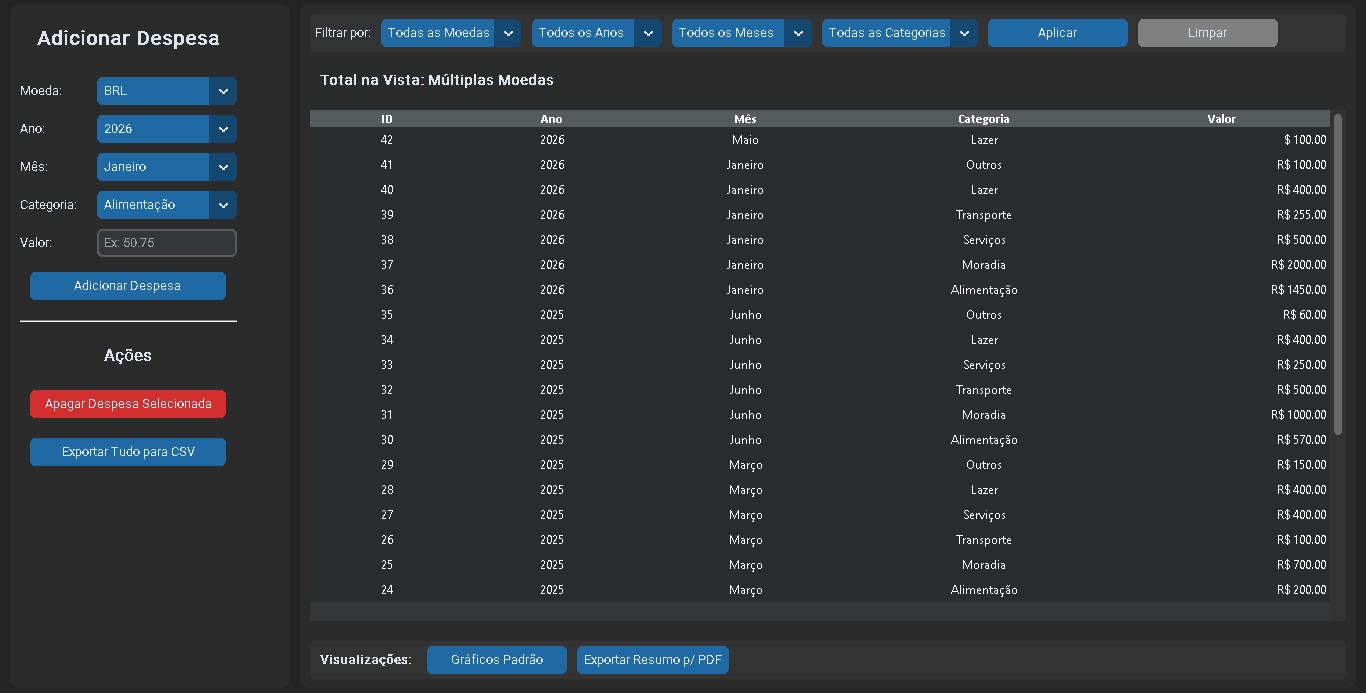 Adicionar Despesa
Moeda: BRL
Ano: 2026
Mês: Janeiro
Categoria: Alimentação
Valor: Ex: 50.75
Adicionar Despesa
Ações
Apagar Despesa Selecionada
Exportar Tudo para CSV
Filtrar por: Todas as Moedas Todos os Anos Todos os Meses Todas as Categorias Aplicar Limpar
Total na Vista: Múltiplas Moedas
ID Ano Mês Categoria Valor
42 2026 Maio Lazer $ 100.00
41 2026 Janeiro Outros R$ 100.00
40 2026 Janeiro Lazer R$ 400.00
39 2026 Janeiro Transporte R$ 255.00
38 2026 Janeiro Serviços R$ 500.00
37 2026 Janeiro Moradia R$ 2000.00
36 2026 Janeiro Alimentação R$ 1450.00
35 2025 Junho Outros R$ 60.00
34 2025 Junho Lazer R$ 400.00
33 2025 Junho Serviços R$ 250.00
32 2025 Junho Transporte R$ 500.00
31 2025 Junho Moradia R$ 1000.00
30 2025 Junho Alimentação R$ 570.00
29 2025 Março Outros R$ 150.00
28 2025 Março Lazer R$ 400.00
27 2025 Março Serviços R$ 400.00
26 2025 Março Transporte R$ 100.00
25 2025 Março Moradia R$ 700.00
24 2025 Março Alimentação R$ 200.00
Visualizações: Gráficos Padrão Exportar Resumo p/ PDF